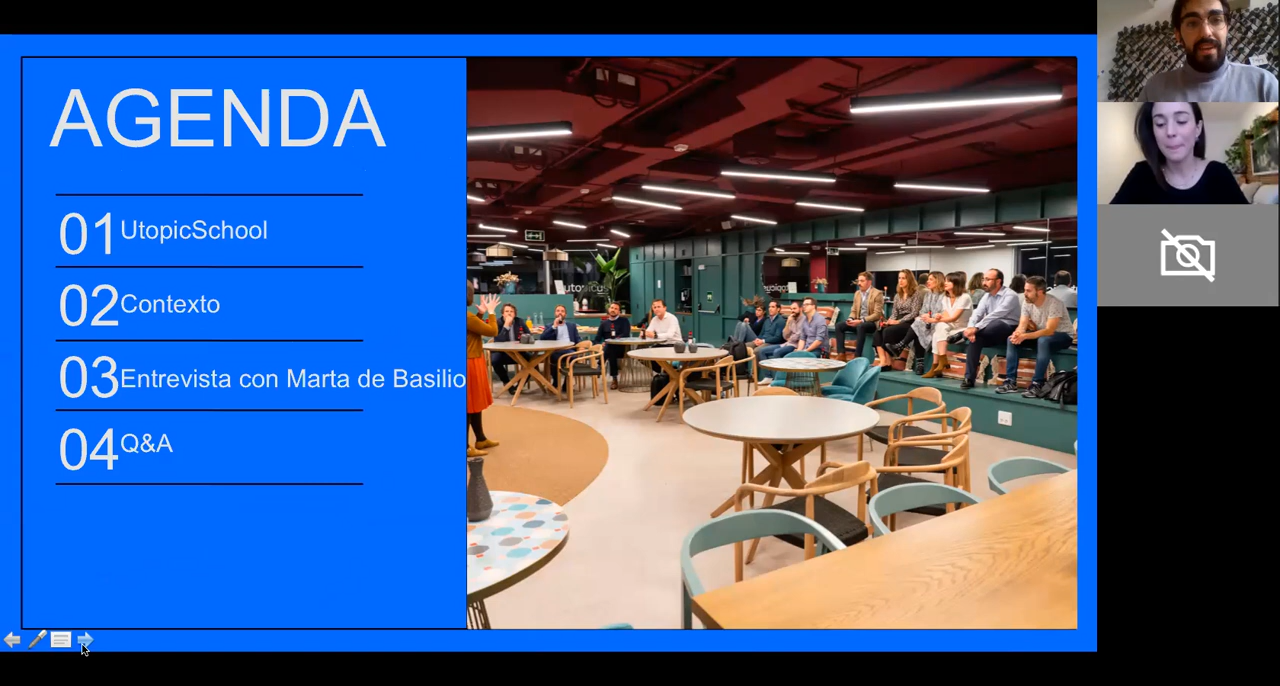 AGENDA
01 UtopicSchool
02 Contexto
03 Entrevista con Marta de Basilio
04 Q&A